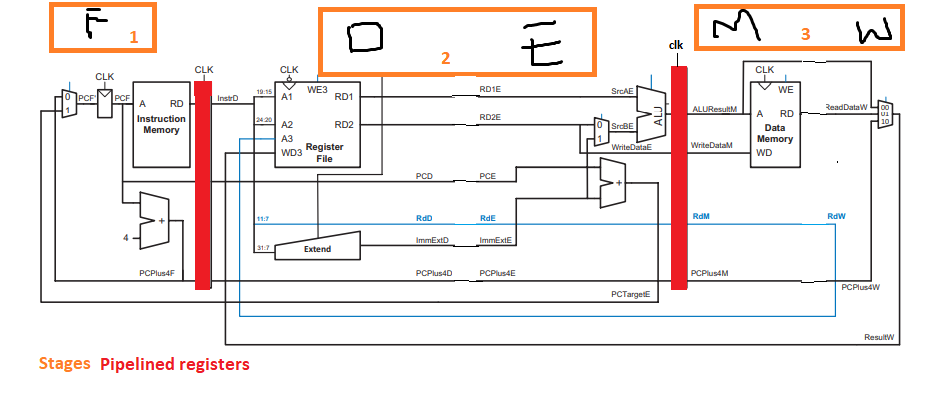 F 1
D 2 E
M 3 W
clk
CLK
CLK
CLK
CLK
0
1
PCF'
PCF
A RD
Instruction
Memory
InstrD
19:15
A1
WE3
RD1
RD1E
SrcAE
24:20
A2
RD2
RD2E
0
1
SrcBE
A3
WD3
Register
File
ALU
ALUResultM
WE
A RD
Data
Memory
WD
ReadDataW
00
01
10
WriteDataE
WriteDataM
PCD
PCE
+
+
4
11:7
RdD
RdE
RdM
RdW
31:7
Extend
ImmExtD
ImmExtE
PCPlus4F
PCPlus4D
PCPlus4E
PCPlus4M
PCPlus4W
PCTargetE
ResultW
Stages Pipelined registers